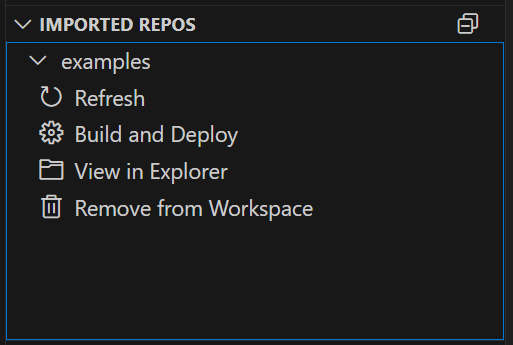 IMPORTED REPOS
examples
Refresh
Build and Deploy
View in Explorer
Remove from Workspace